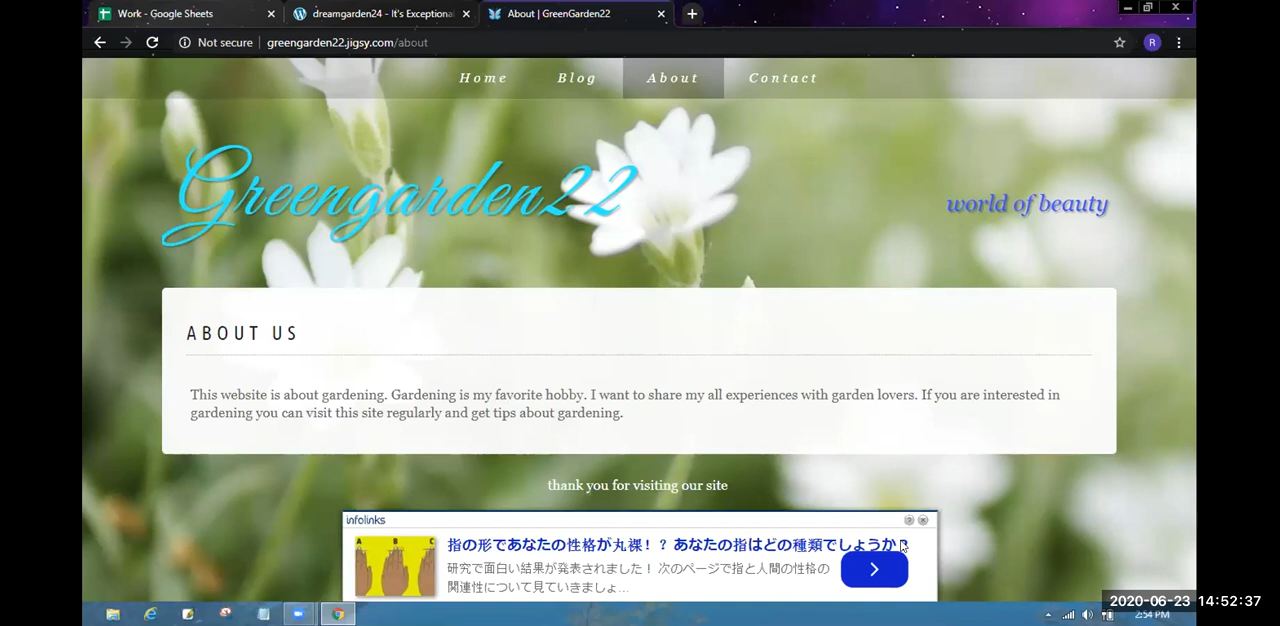 Work - Google Sheets
dreamgarden24 - It's Exceptiona
About | GreenGarden22
Not secure
greengarden22.jigsy.com/about
R
Home Blog About Contact
Greengarden22
world of beauty
ABOUT US
This website is about gardening. Gardening is my favorite hobby. I want to share my all experiences with garden lovers. If you are interested in
gardening you can visit this site regularly and get tips about gardening.
thank you for visiting our site
infolinks
A B C
指の形であなたの性格が丸裸！？あなたの指はどの種類でしょうか？
研究で面白い結果が発表されました！次のページで指と人間の性格の
関連性について見ていきましょ...
2020-06-23 14:52:37
2:54 PM